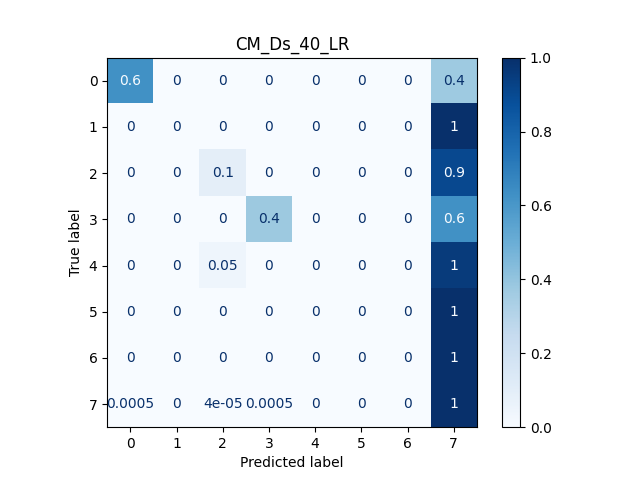 CM_Ds_40_LR
0 0.6 0 0 0 0 0 0 0.4
1 0 0 0 0 0 0 0 1
2 0 0 0.1 0 0 0 0 0.9
3 0 0 0 0.4 0 0 0 0.6
4 0 0 0.05 0 0 0 0 1
5 0 0 0 0 0 0 0 1
6 0 0 0 0 0 0 0 1
7 0.0005 0 4e-05 0.0005 0 0 0 1
0 1 2 3 4 5 6 7
Predicted label
True label
1.0
0.8
0.6
0.4
0.2
0.0